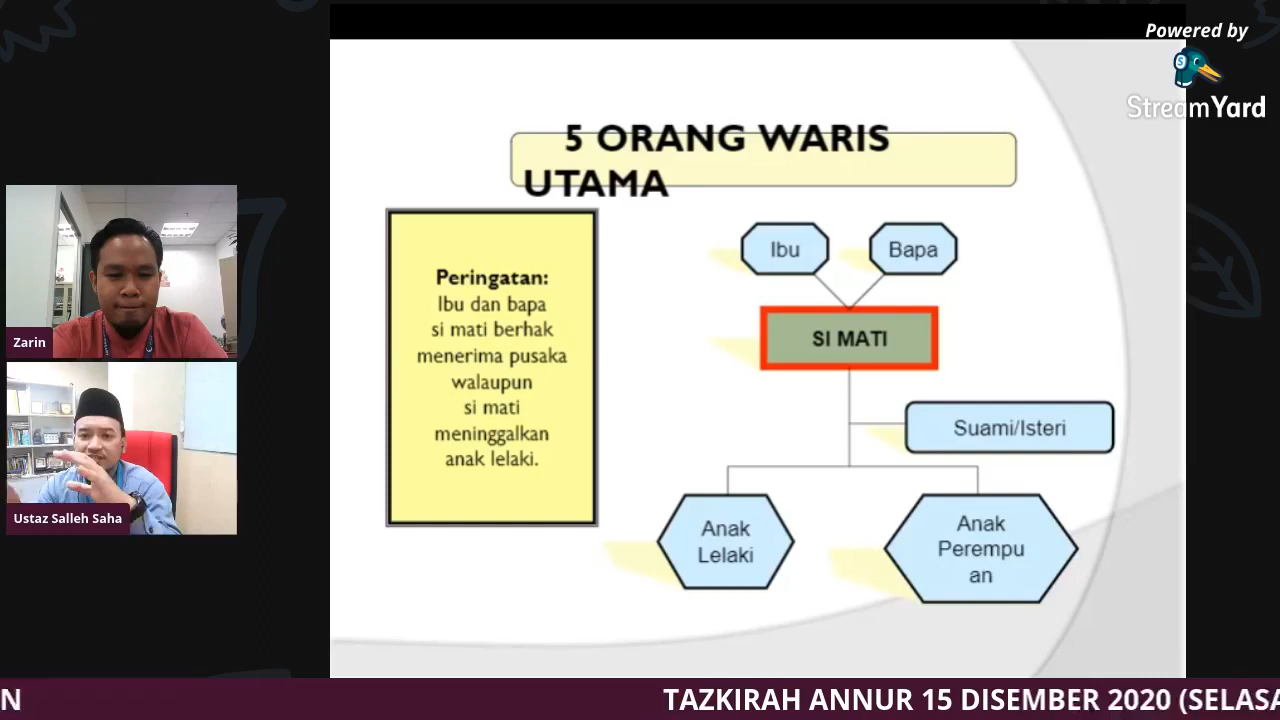 Powered by
StreamYard
5 ORANG WARIS
UTAMA
Peringatan:
Ibu dan bapa
si mati berhak
menerima pusaka
walaupun
si mati
meninggalkan
anak lelaki.
Ibu
Bapa
SI MATI
Suami/Isteri
Anak
Lelaki
Anak
Perempu
an
Zarin
Ustaz Salleh Saha
N
TAZKIRAH ANNUR 15 DISEMBER 2020 (SELASA